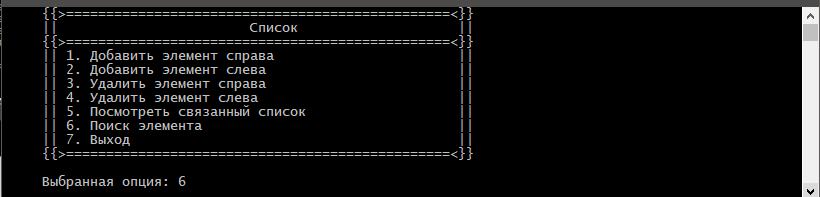 {{>================================================<}}
|| Список ||
{{>================================================<}}
|| 1. Добавить элемент справа ||
|| 2. Добавить элемент слева ||
|| 3. Удалить элемент справа ||
|| 4. Удалить элемент слева ||
|| 5. Посмотреть связанный список ||
|| 6. Поиск элемента ||
|| 7. Выход ||
{{>================================================<}}
Выбранная опция: 6